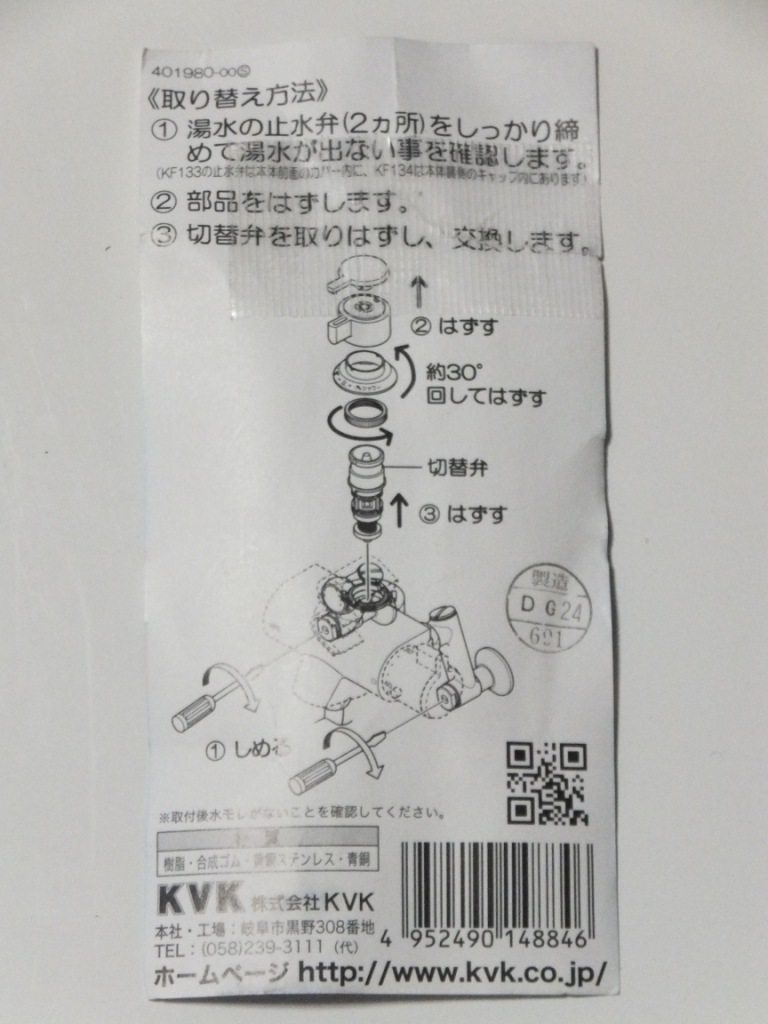 401980-00Ⓢ
《取り替え方法》
① 湯水の止水弁(2ヵ所)をしっかり締
めて湯水が出ない事を確認します。
(KF133の止水弁は本体前面のカバー内に、KF134は本体裏側のキャップ内にあります)
② 部品をはずします。
③ 切替弁を取りはずし、交換します。
② はずす
約30°
回してはずす
切替弁
③ はずす
製造
D G 24
691
① しめる
※取付後水モレがないことを確認してください。
材質
樹脂・合成ゴム・ ステンレス・青銅
KVK 株式会社KVK
本社・工場:岐阜市黒野308番地
TEL:(058)239-3111 (代)
4 952490 148846
ホームページ http://www.kvk.co.jp/